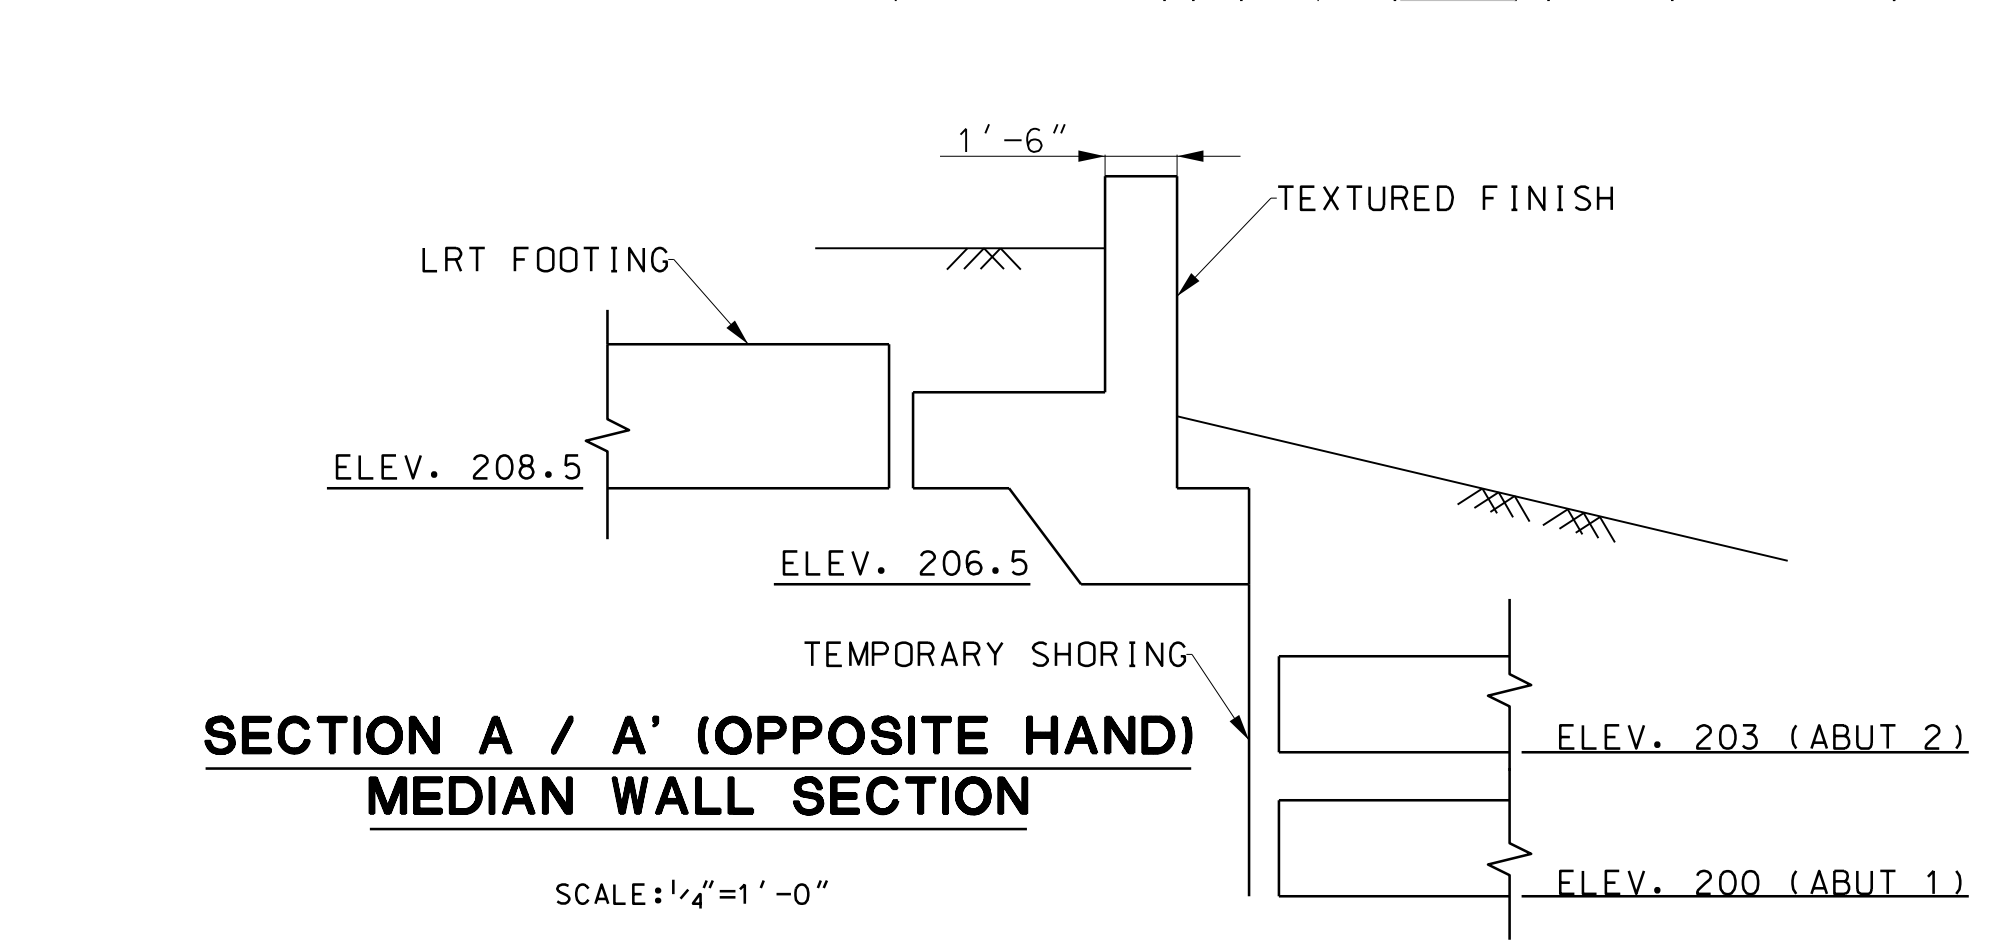 1'-6"
TEXTURED FINISH
LRT FOOTING
ELEV. 208.5
ELEV. 206.5
TEMPORARY SHORING
SECTION A / A' (OPPOSITE HAND)
MEDIAN WALL SECTION
SCALE:1/4"=1'-0"
ELEV. 203 (ABUT 2)
ELEV. 200 (ABUT 1)